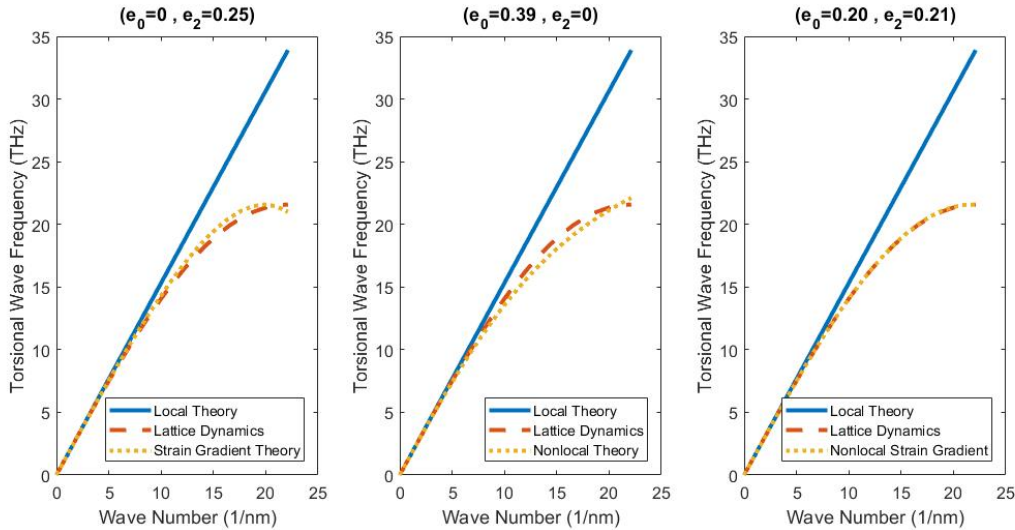 (e0=0 , e2=0.25)
35
30
25
20
15
10
5
0
Torsional Wave Frequency (THz)
Local Theory
Lattice Dynamics
Strain Gradient Theory
0 5 10 15 20 25
Wave Number (1/nm)
(e0=0.39 , e2=0)
35
30
25
20
15
10
5
0
Torsional Wave Frequency (THz)
Local Theory
Lattice Dynamics
Nonlocal Theory
0 5 10 15 20 25
Wave Number (1/nm)
(e0=0.20 , e2=0.21)
35
30
25
20
15
10
5
0
Torsional Wave Frequency (THz)
Local Theory
Lattice Dynamics
Nonlocal Strain Gradient
0 5 10 15 20 25
Wave Number (1/nm)